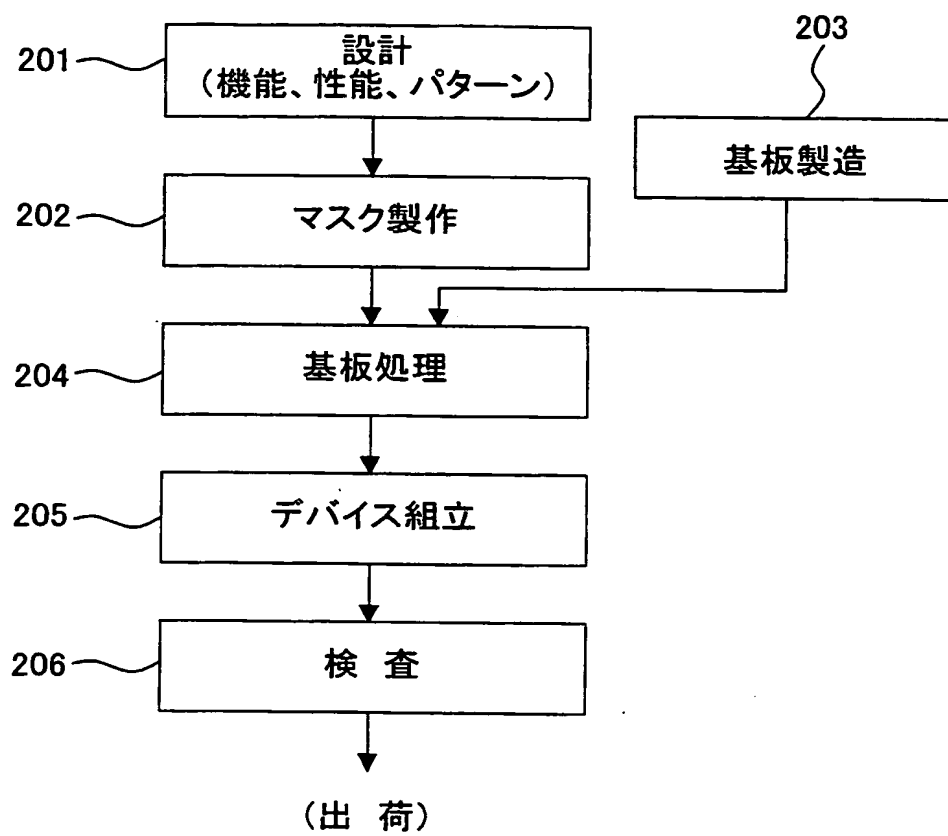 201
設計
(機能、性能、パターン)
203
基板製造
202
マスク製作
204
基板処理
205
デバイス組立
206
検 査
(出 荷)